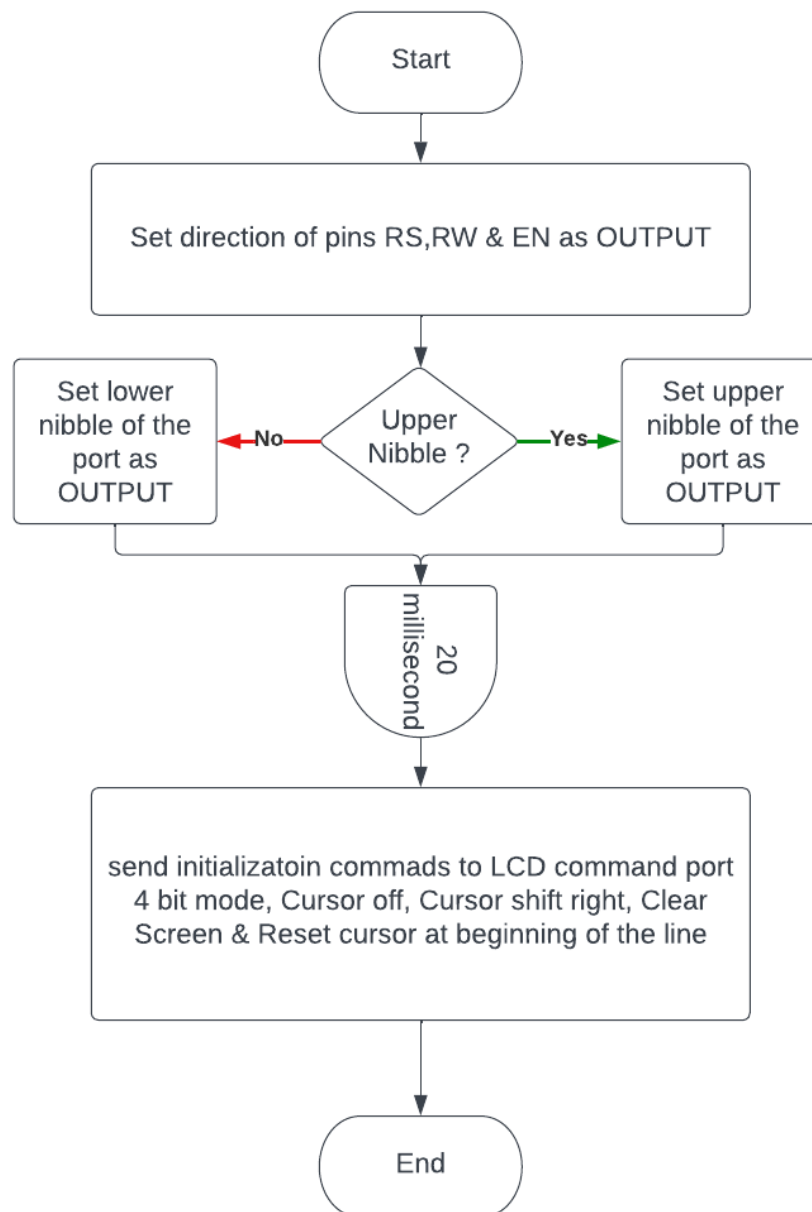 Start
Set direction of pins RS,RW & EN as OUTPUT
Set lower
nibble of the
port as
OUTPUT
No
Upper
Nibble ?
Yes
Set upper
nibble of the
port as
OUTPUT
20
millisecond
send initializatoin commads to LCD command port
4 bit mode, Cursor off, Cursor shift right, Clear
Screen & Reset cursor at beginning of the line
End